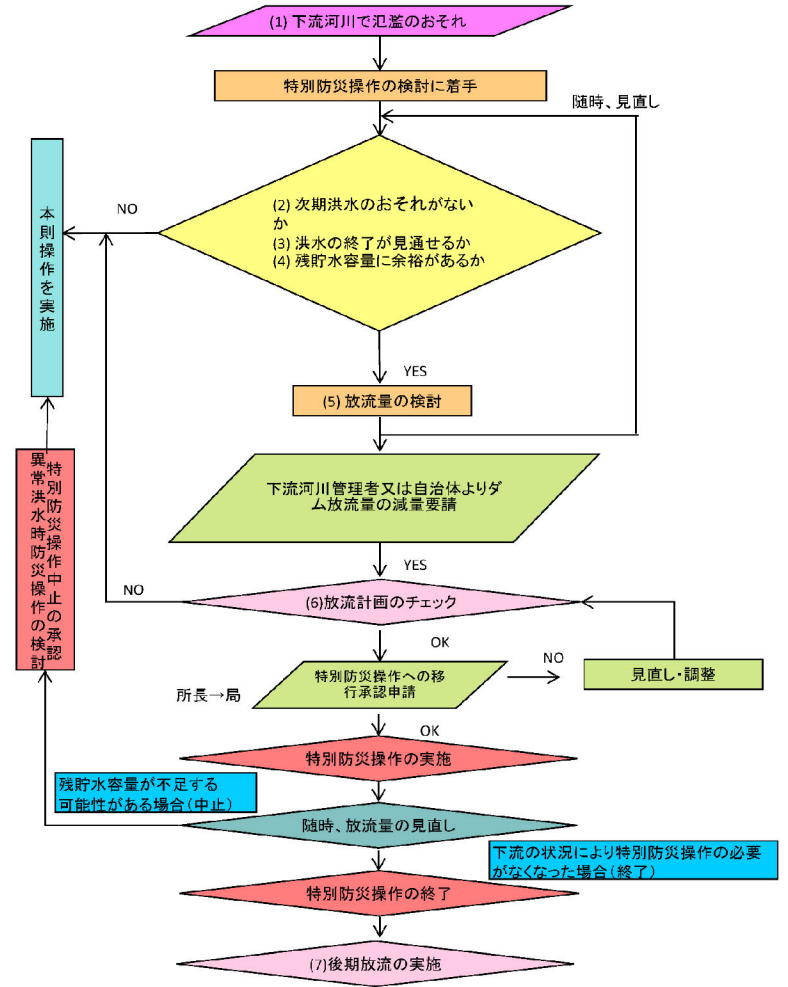 (1) 下流河川で氾濫のおそれ
特別防災操作の検討に着手
随時、見直し
(2) 次期洪水のおそれがない
か
(3) 洪水の終了が見通せるか
(4) 残貯水容量に余裕があるか
NO
本則操作を実施
YES
(5) 放流量の検討
下流河川管理者又は自治体よりダ
ム放流量の減量要請
YES
(6)放流計画のチェック
NO
OK
特別防災操作への移
行承認申請
所長→局
NO
見直し・調整
OK
特別防災操作の実施
特別防災操作中止の承認
異常洪水時防災操作の検討
残貯水容量が不足する
可能性がある場合(中止)
随時、放流量の見直し
下流の状況により特別防災操作の必要
がなくなった場合(終了)
特別防災操作の終了
(7)後期放流の実施